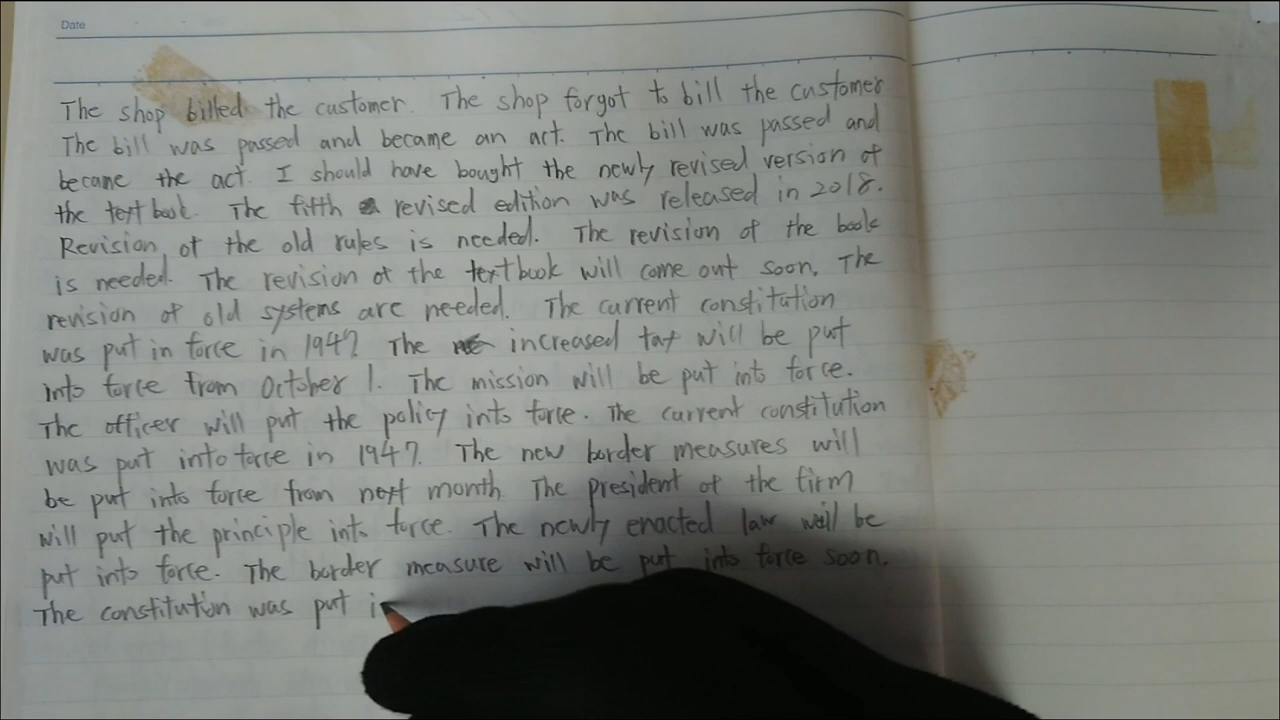 Date
The shop billed the customer. The shop forgot to bill the customer
The bill was passed and became an act. The bill was passed and
became the act. I should have bought the newly revised version of
the textbook. The fifth revised edition was released in 2018.
Revision of the old rules is needed. The revision of the book
is needed. The revision of the textbook will come out soon. The
revision of old systems are needed. The current constitution
was put in force in 1947 The increased tax will be put
into force from October 1. The mission will be put into force.
The officer will put the policy into force. The current constitution
was put into force in 1947. The new border measures will
be put into force from next month. The president of the firm
will put the principle into force. The newly enacted law will be
put into force. The border measure will be put into force soon.
The constitution was put i